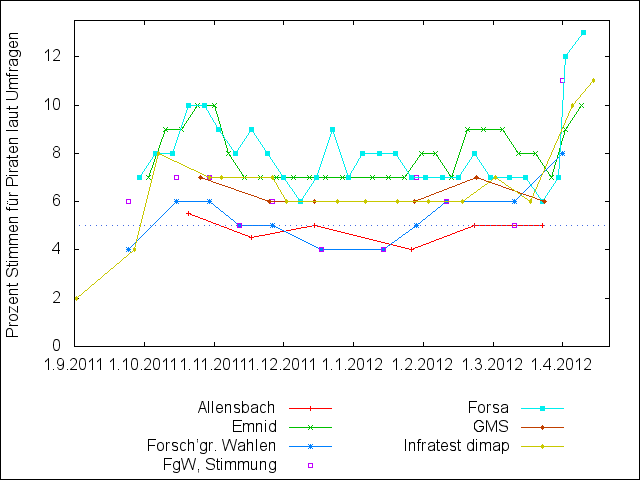 Prozent Stimmen für Piraten laut Umfragen
12
10
8
6
4
2
0
1.9.2011 1.10.2011 1.11.2011 1.12.2011 1.1.2012 1.2.2012 1.3.2012 1.4.2012
Allensbach
Emnid
Forsch'gr. Wahlen
FgW, Stimmung
Forsa
GMS
Infratest dimap